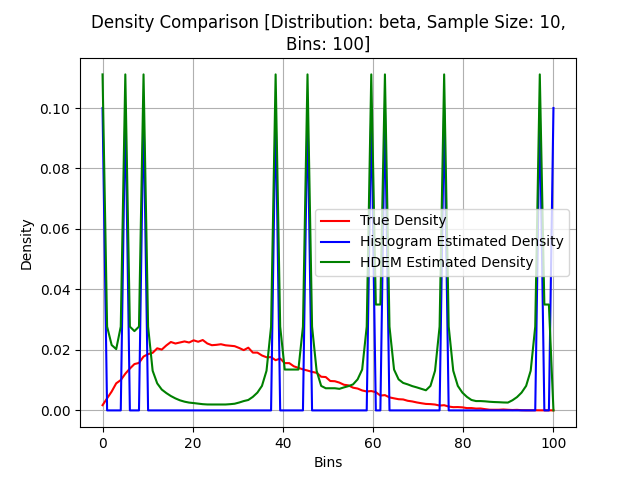 Density Comparison [Distribution: beta, Sample Size: 10,
Bins: 100]
Density
0.10
0.08
0.06
0.04
0.02
0.00
True Density
Histogram Estimated Density
HDEM Estimated Density
0 20 40 60 80 100
Bins